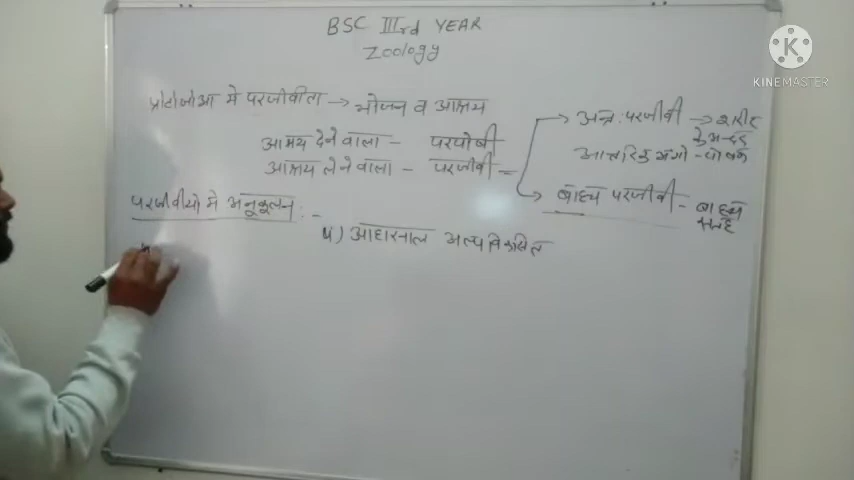 BSC IIIrd YEAR
Zoology
KINEMASTER
प्रोटोजोआ में परजीवीता → भोजन व आश्रय
आश्रय देने वाला - परपोषी
आश्रय लेने वाला - परजीवी -
→ अन्त: परजीवी → शरीर
के अन्दर
आन्तरिक अंगो - पोषक
→ बाह्य परजीवी - बाह्य
सतह
परजीवीयो में अनुकूलन : -
आहारनाल अल्पविकसित